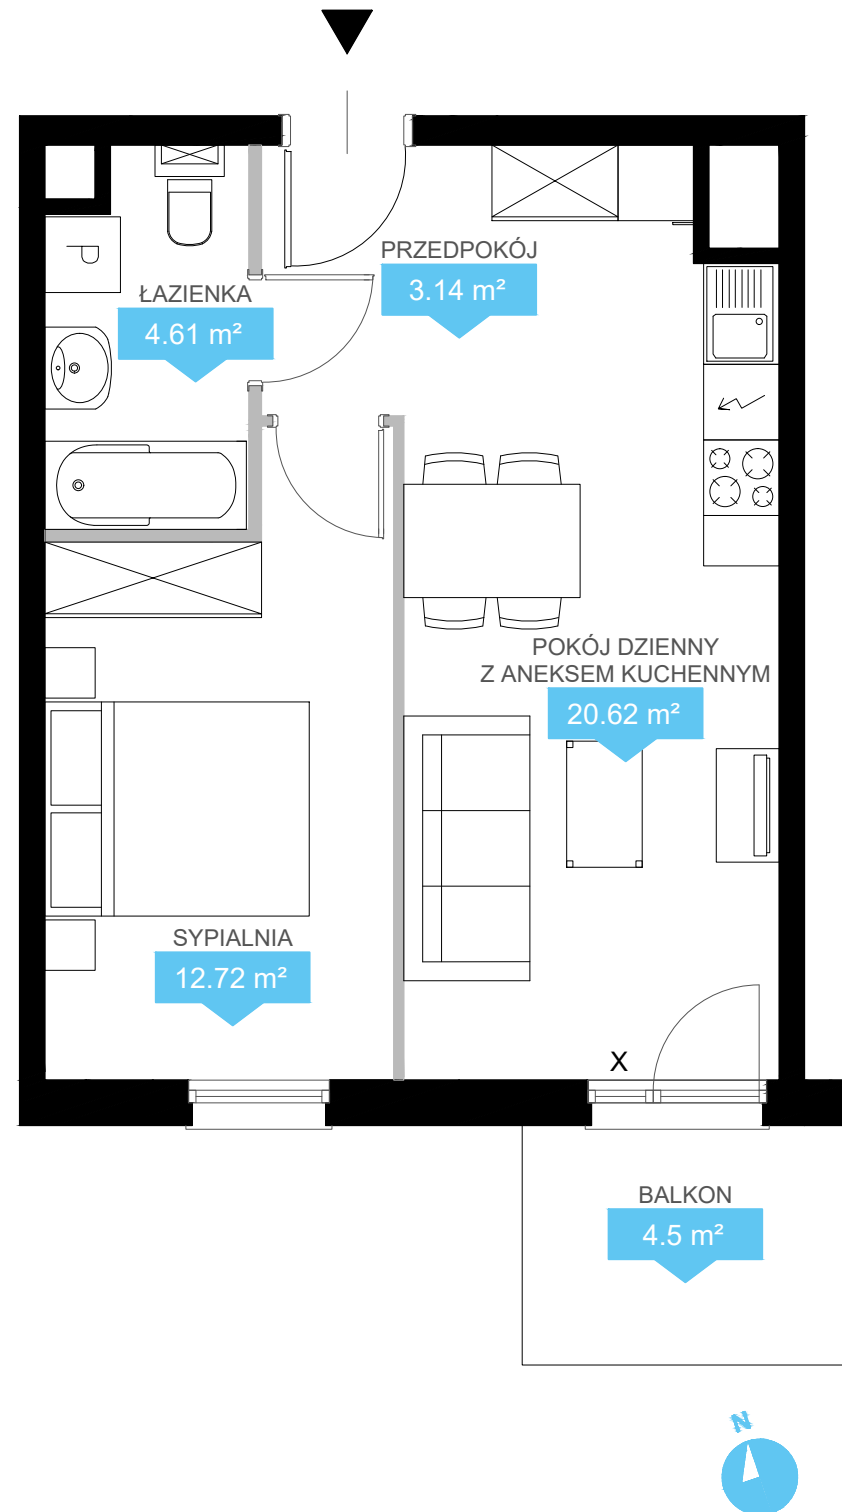 PRZEDPOKÓJ
3.14 m²
ŁAZIENKA
4.61 m²
P
POKÓJ DZIENNY
Z ANEKSEM KUCHENNYM
20.62 m²
SYPIALNIA
12.72 m²
X
BALKON
4.5 m²
N